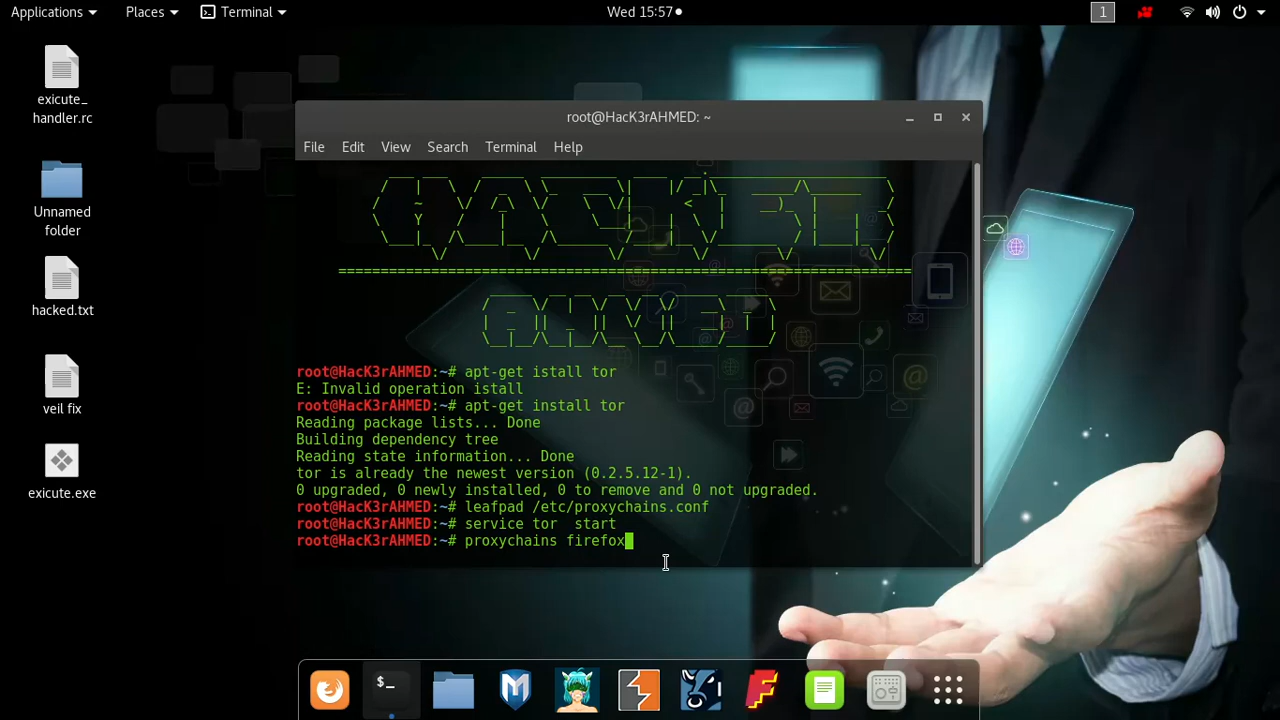 Applications
Places
Terminal
Wed 15:57
1
exicute_
handler.rc
Unnamed
folder
hacked.txt
veil fix
exicute.exe
root@HacK3rAHMED: ~
File Edit View Search Terminal Help
root@HacK3rAHMED:~# apt-get istall tor
E: Invalid operation istall
root@HacK3rAHMED:~# apt-get install tor
Reading package lists... Done
Building dependency tree
Reading state information... Done
tor is already the newest version (0.2.5.12-1).
0 upgraded, 0 newly installed, 0 to remove and 0 not upgraded.
root@HacK3rAHMED:~# leafpad /etc/proxychains.conf
root@HacK3rAHMED:~# service tor  start
root@HacK3rAHMED:~# proxychains firefox
$_